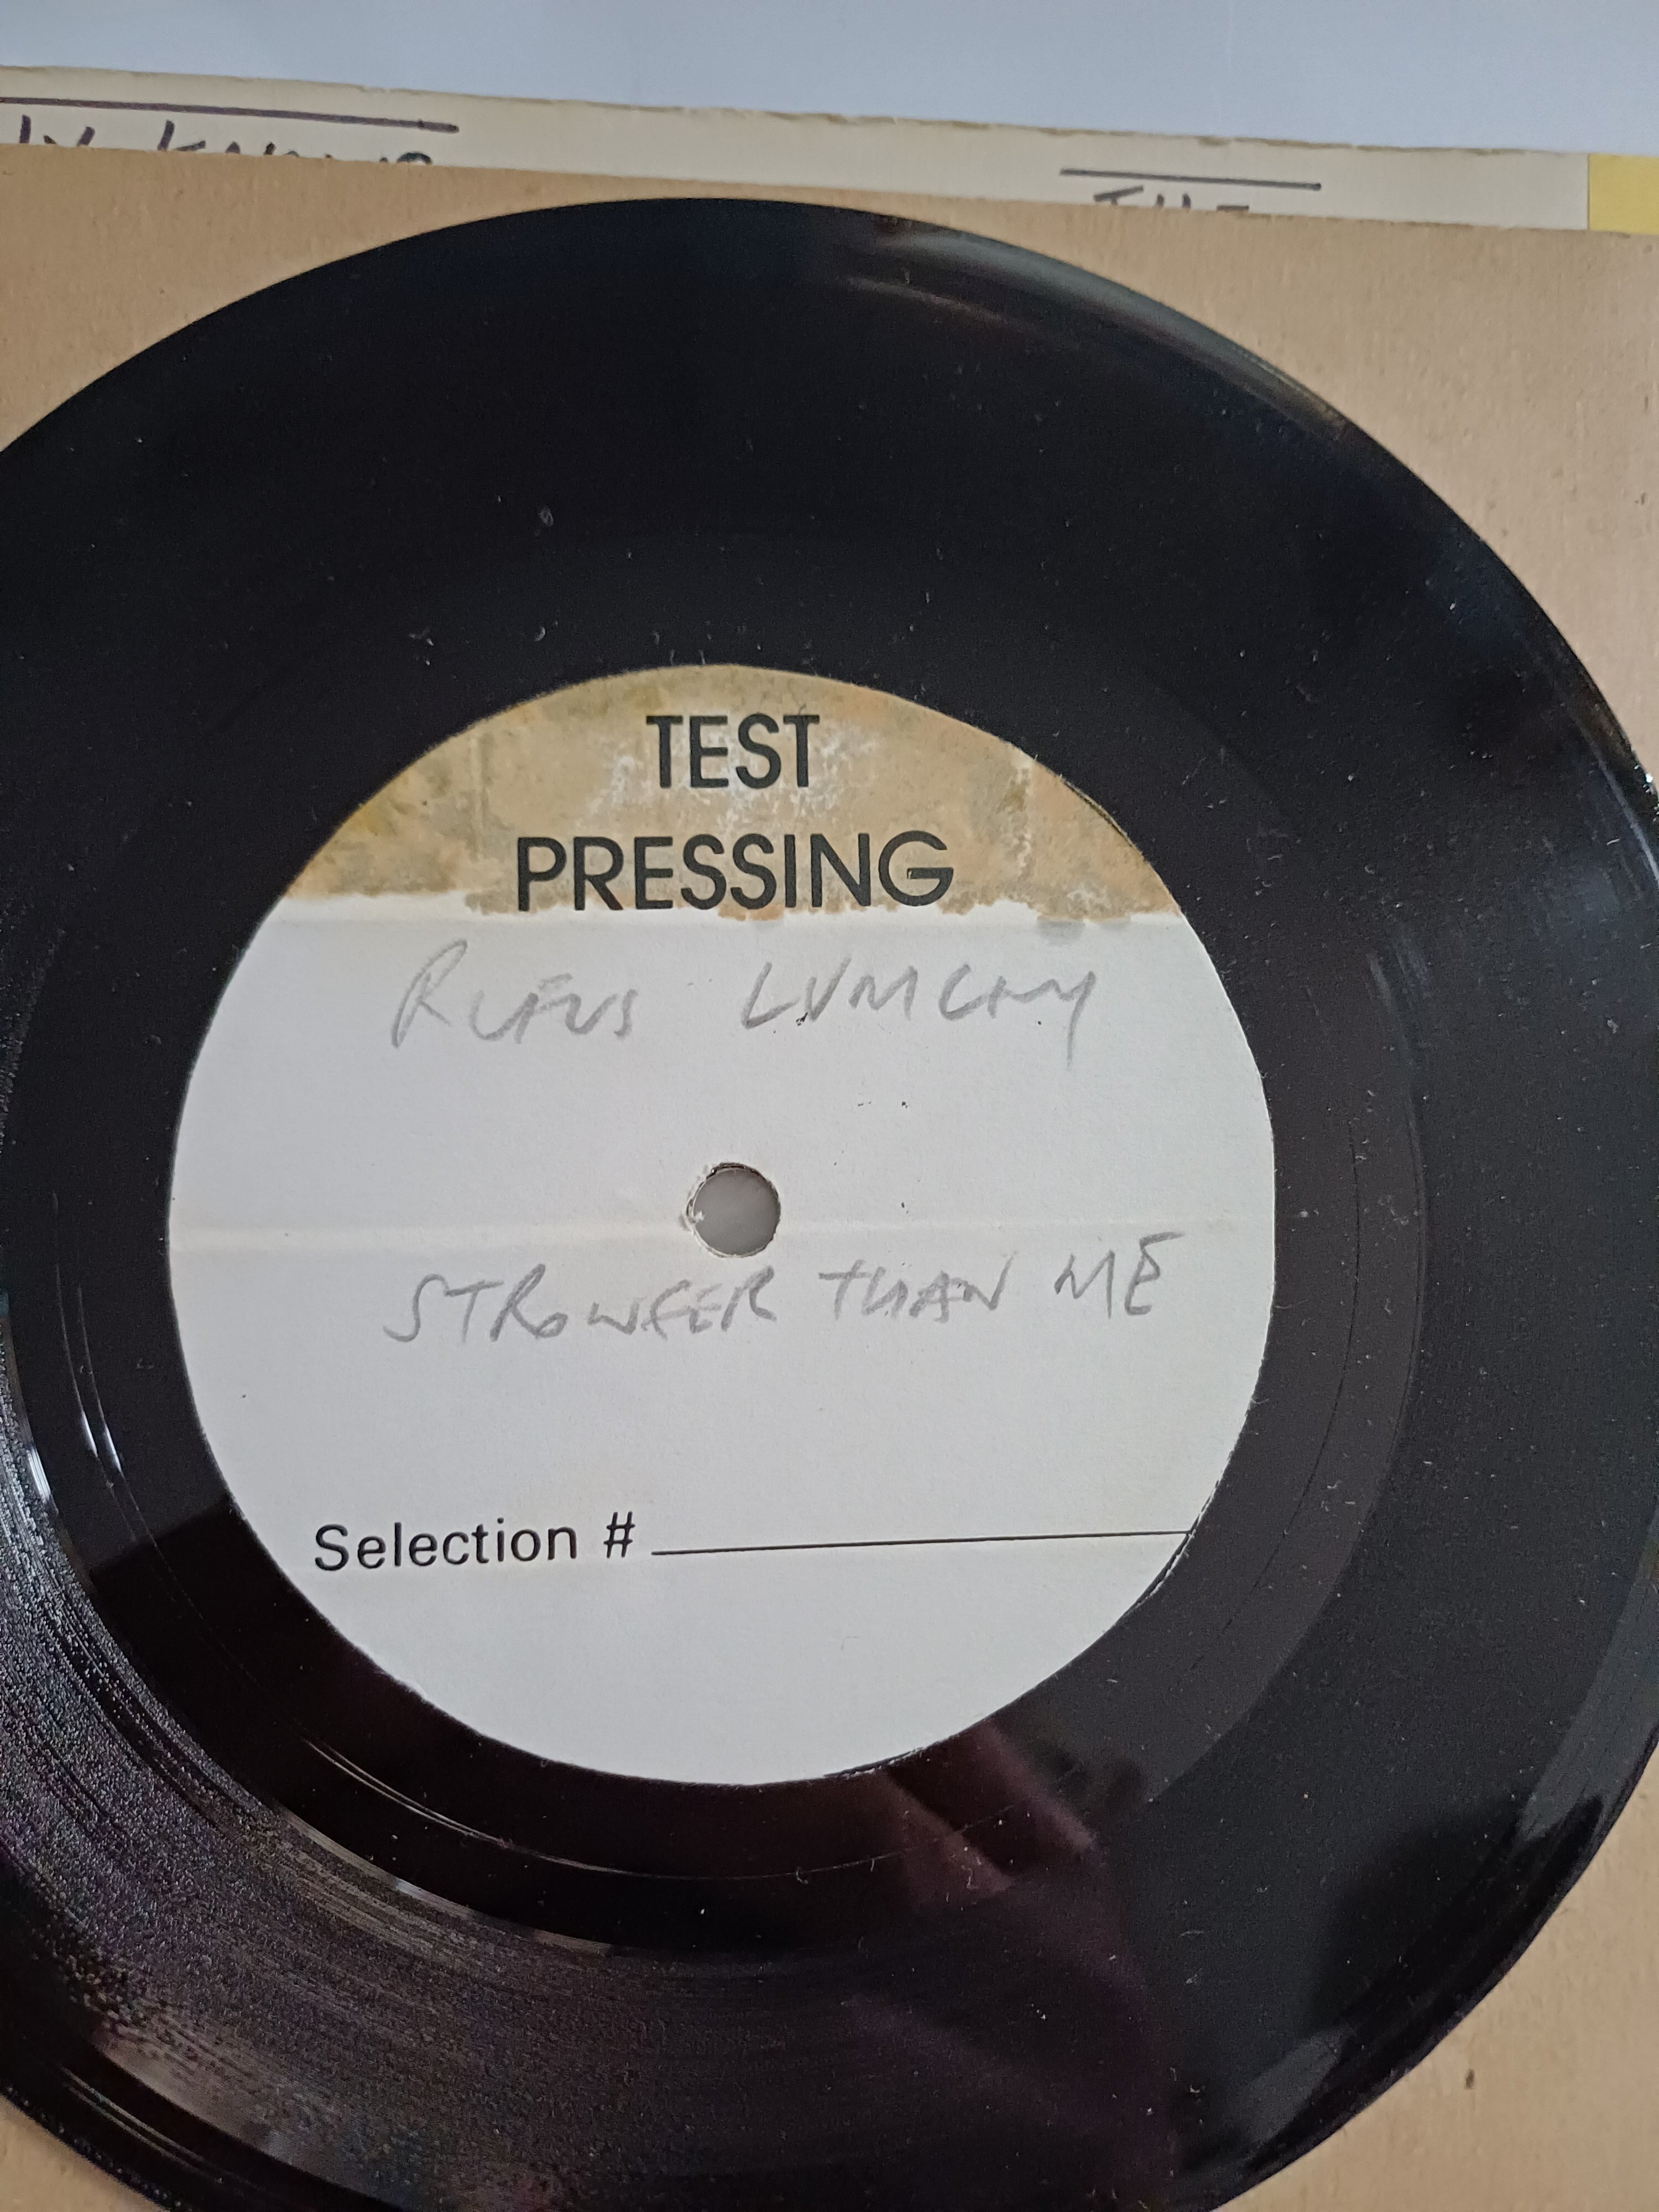 TEST
PRESSING
RUFUS LUMLEY
STRONGER THAN ME
Selection #